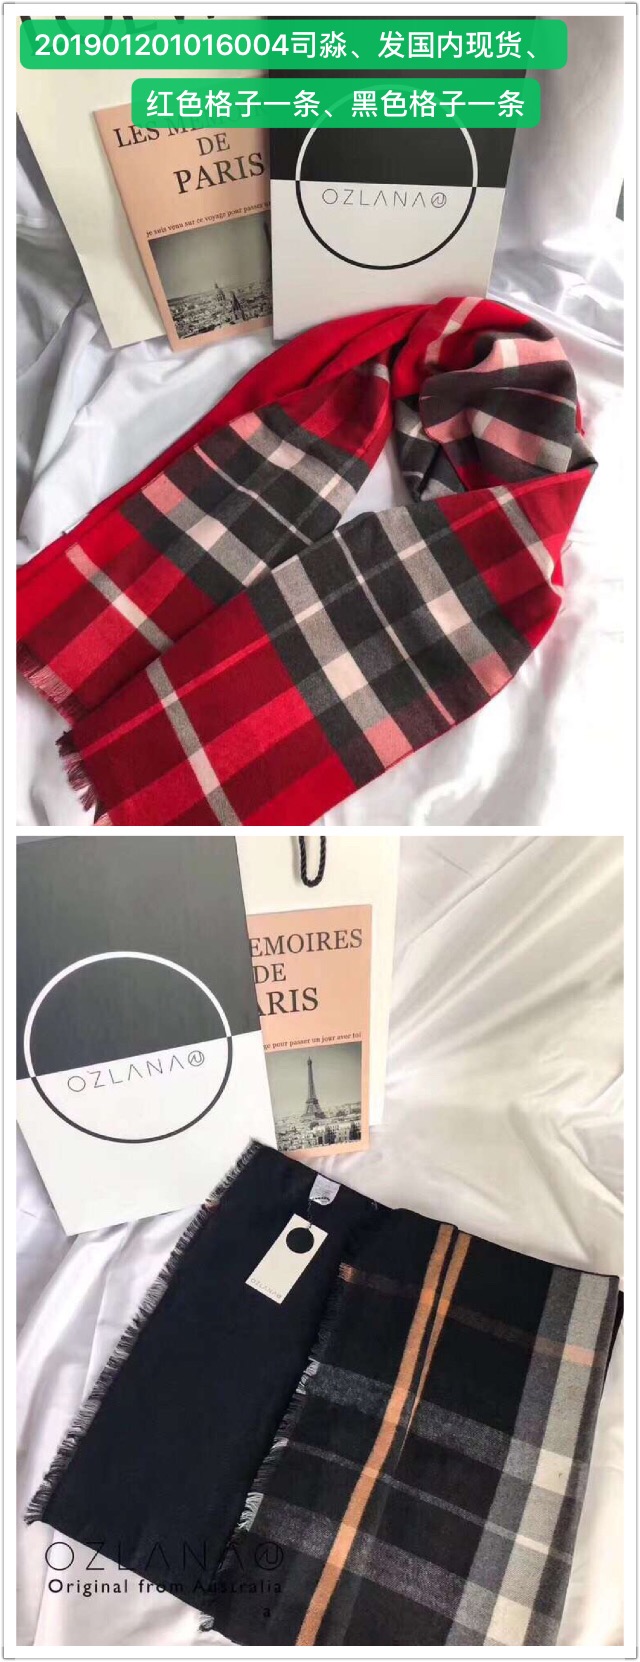 201901201016004司淼、发国内现货、
红色格子一条、黑色格子一条
LES M
DE
PARIS
je suis venu sur ce voyage pour passer
OZLANA
EMOIRES
DE
ARIS
ge pour passer un jour avec toi
OZLANA
OZLANA
OZLANA
Original from Australia
a